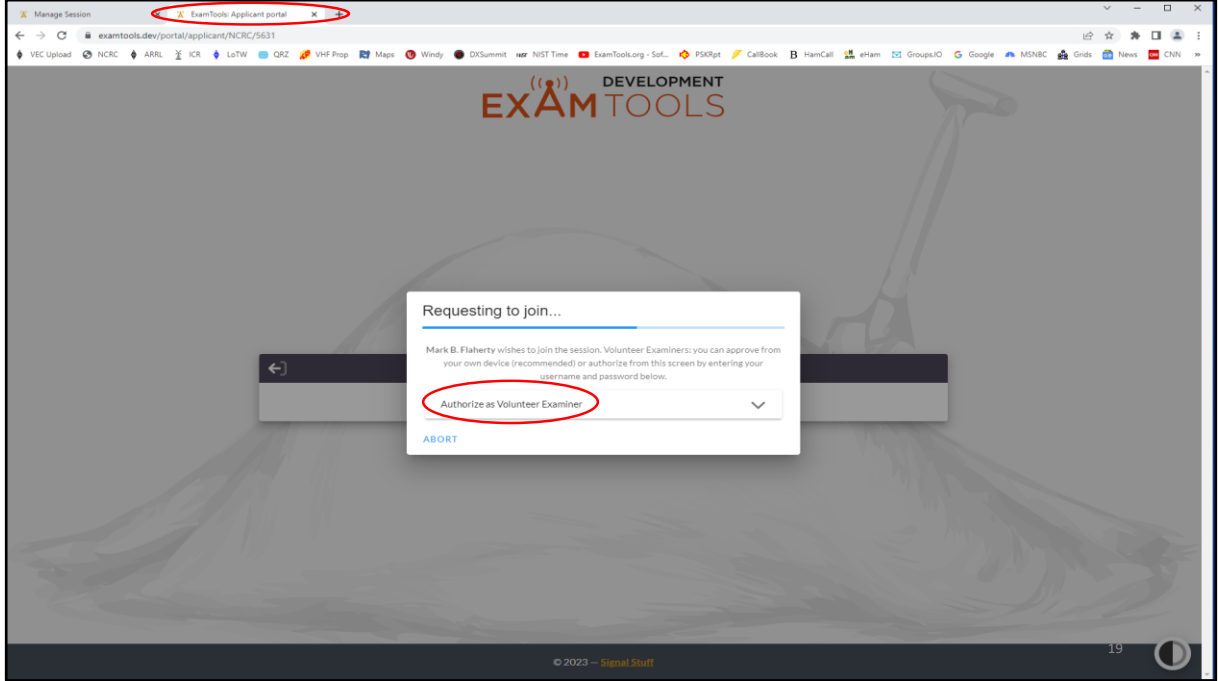 Manage Session
ExamTools: Applicant portal
examtools.dev/portal/applicant/NCRC/5631
VEC Upload NCRC ARRL ICR LoTW QRZ VHF Prop Maps Windy DXSummit NIST Time ExamTools.org - Sof... PSKRpt CallBook HamCall eHam Groups.IO Google MSNBC Grids News CNN »
DEVELOPMENT
EXAMTOOLS
Requesting to join...
Mark B. Flaherty wishes to join the session. Volunteer Examiners: you can approve from
your own device (recommended) or authorize from this screen by entering your
username and password below.
Authorize as Volunteer Examiner
ABORT
19
© 2023 — Signal Stuff